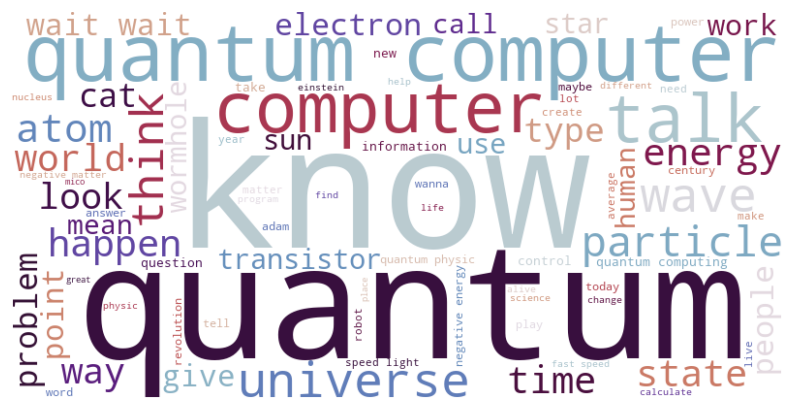 wait wait
electron
call
star
power
work
quantum computer
new
nucleus
cat
take
einstein
help
maybe
different
need
lot
create
computer
talk
atom
think
wormhole
year
sun
information
use
type
world
energy
negative matter
mico
look
know
matter
program
find
wanna
life
human
century
wave
average
make
answer
mean
adam
happen
particle
question
transistor
quantum physic
control
quantum computing
problem
point
great
physic
quantum
revolution
tell
robot
place
negative energy
alive
science
today
change
play
people
live
way
give
universe
speed light
time
fast speed
state
word
calculate